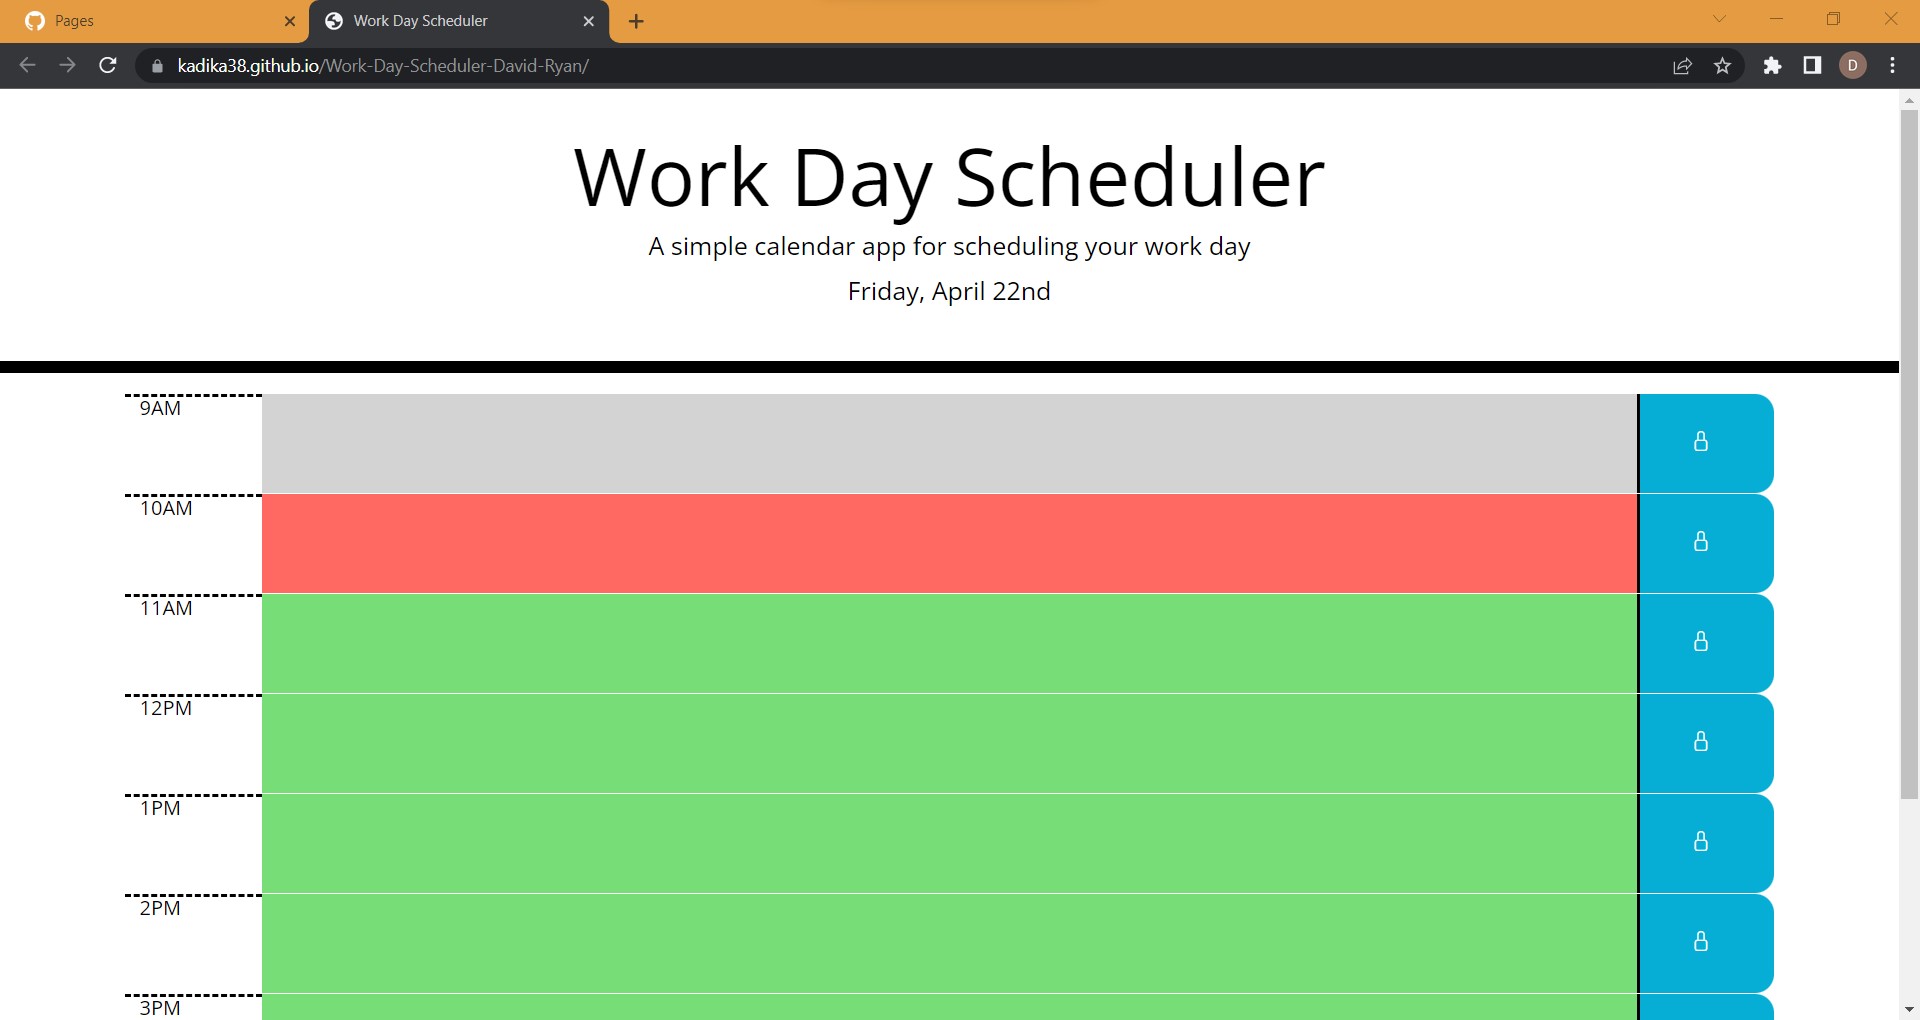 Pages
Work Day Scheduler
kadika38.github.io/Work-Day-Scheduler-David-Ryan/
D
Work Day Scheduler
A simple calendar app for scheduling your work day
Friday, April 22nd
9AM
10AM
11AM
12PM
1PM
2PM
3PM